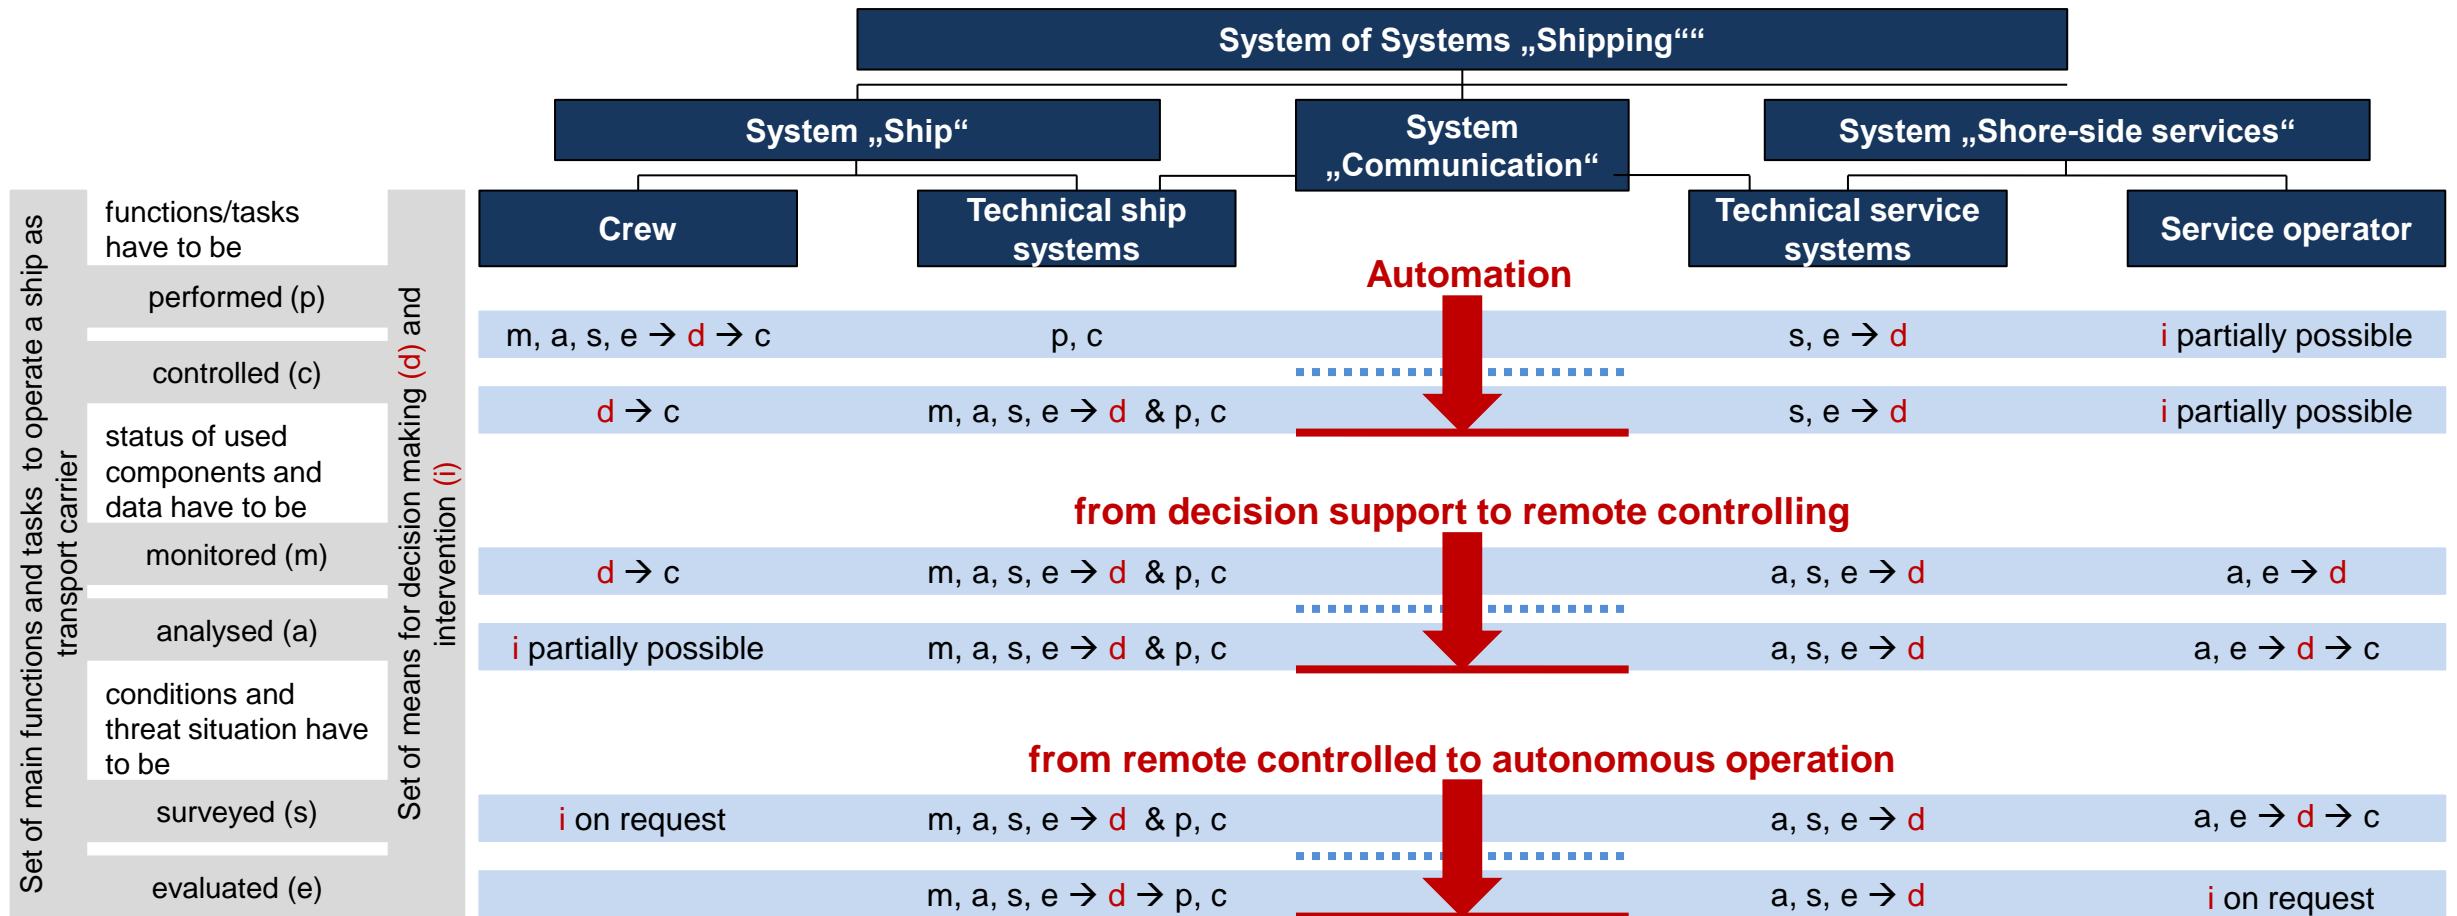 System of Systems „Shipping““
System „Ship“
System
„Communication“
System „Shore-side services“
Crew
Technical ship
systems
Technical service
systems
Service operator
Set of main functions and tasks to operate a ship as
transport carrier
functions/tasks
have to be
performed (p)
controlled (c)
status of used
components and
data have to be
monitored (m)
analysed (a)
conditions and
threat situation have
to be
surveyed (s)
evaluated (e)
Set of means for decision making (d) and
intervention (i)
Automation
m, a, s, e → d → c
p, c
s, e → d
i partially possible
d → c
m, a, s, e → d & p, c
s, e → d
i partially possible
from decision support to remote controlling
d → c
m, a, s, e → d & p, c
a, s, e → d
a, e → d
i partially possible
m, a, s, e → d & p, c
a, s, e → d
a, e → d → c
from remote controlled to autonomous operation
i on request
m, a, s, e → d & p, c
a, s, e → d
a, e → d → c
m, a, s, e → d → p, c
a, s, e → d
i on request